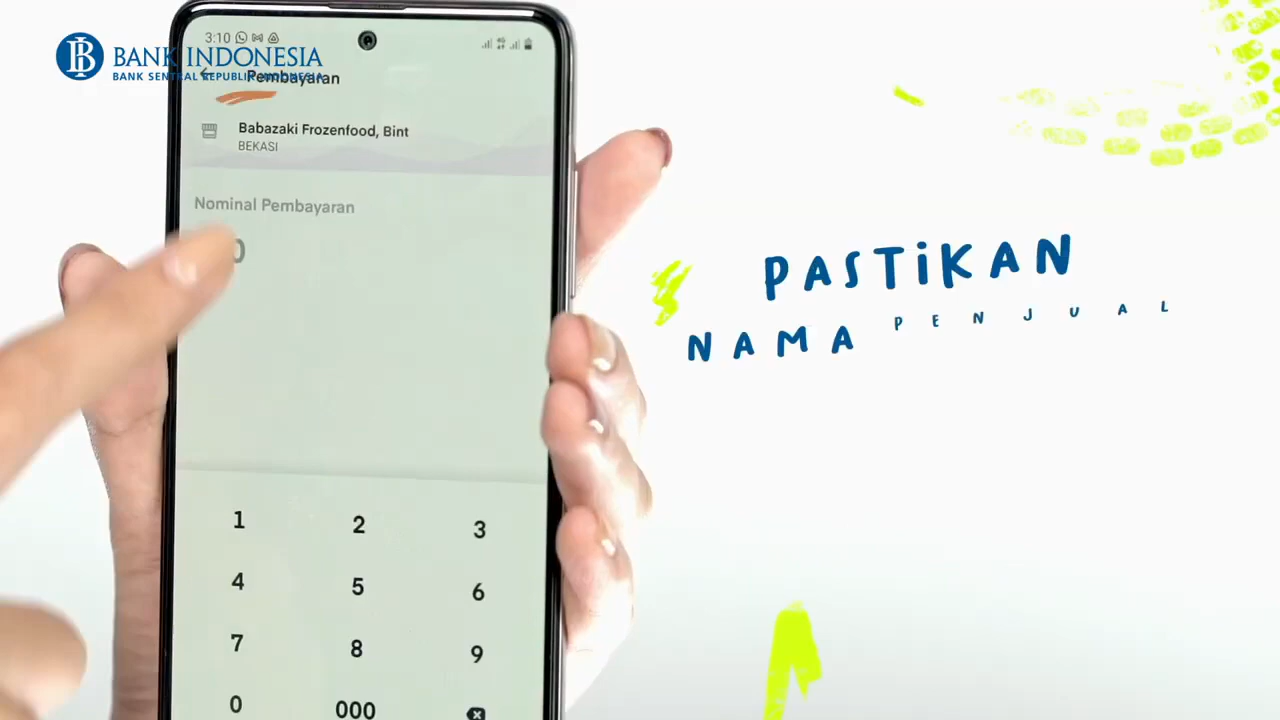 BANK INDONESIA
BANK SENTRAL REPUBLIK INDONESIA
3:10
Pembayaran
Babazaki Frozenfood, Bint
BEKASI
Nominal Pembayaran
0
1 2 3
4 5 6
7 8 9
0 000
PASTiKAN
NAMA PENJUAL